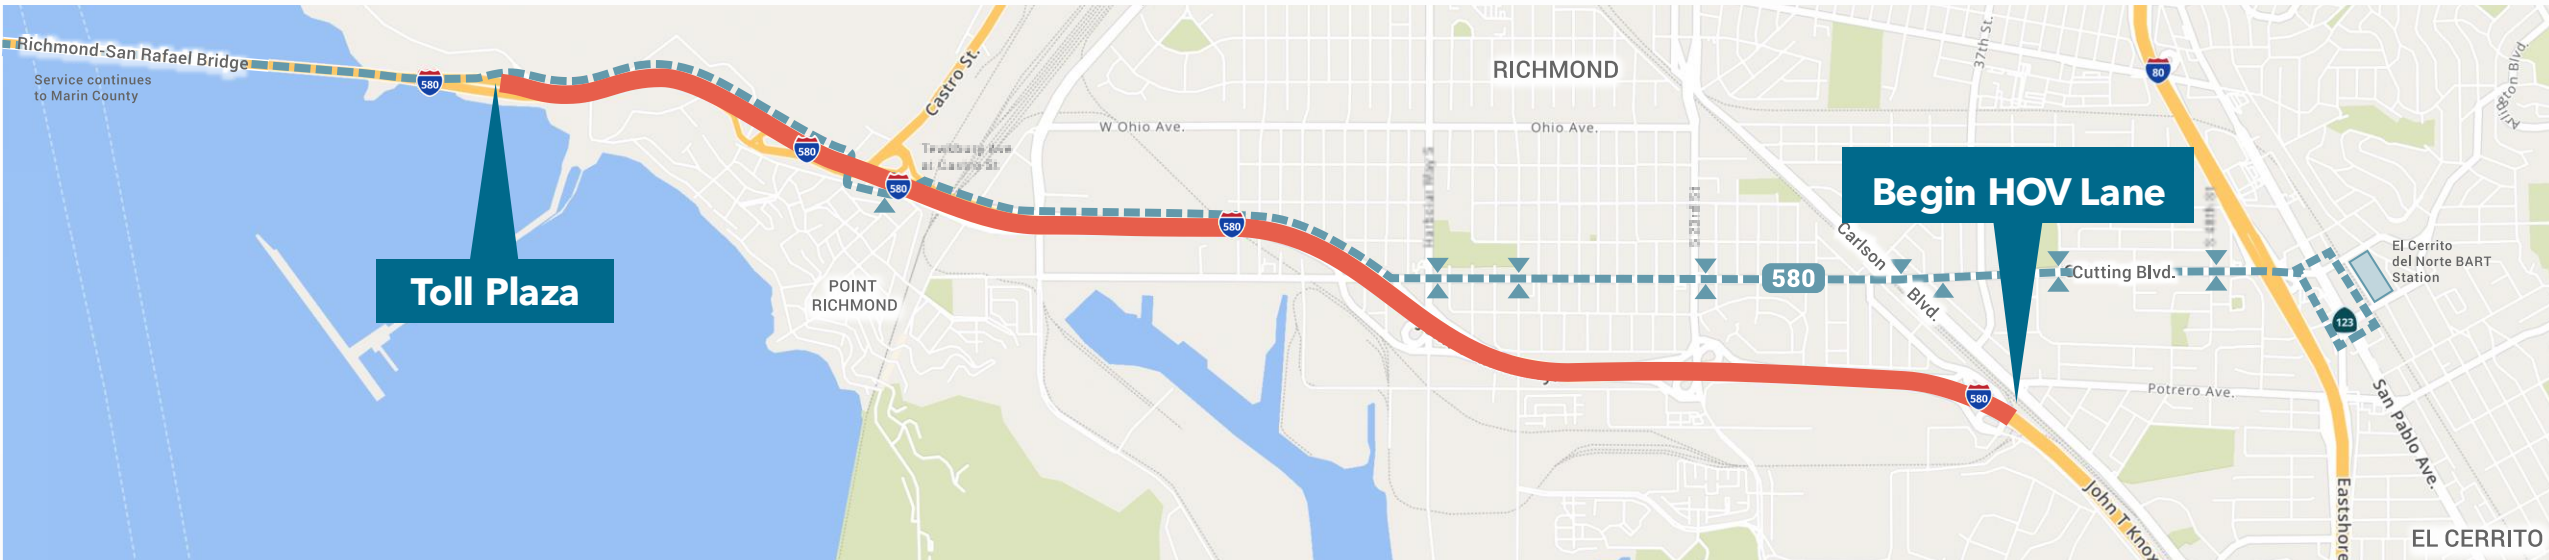 Richmond-San Rafael Bridge
Service continues
to Marin County
580
Toll Plaza
580
Castro St.
580
POINT
RICHMOND
W Ohio Ave.
580
RICHMOND
Ohio Ave.
37th St.
80
Begin HOV Lane
Carlson
Blvd.
580
Cutting Blvd.
El Cerrito
del Norte BART
Station
123
580
Potrero Ave.
San Pablo Ave.
John T Knox
Eastshore
EL CERRITO